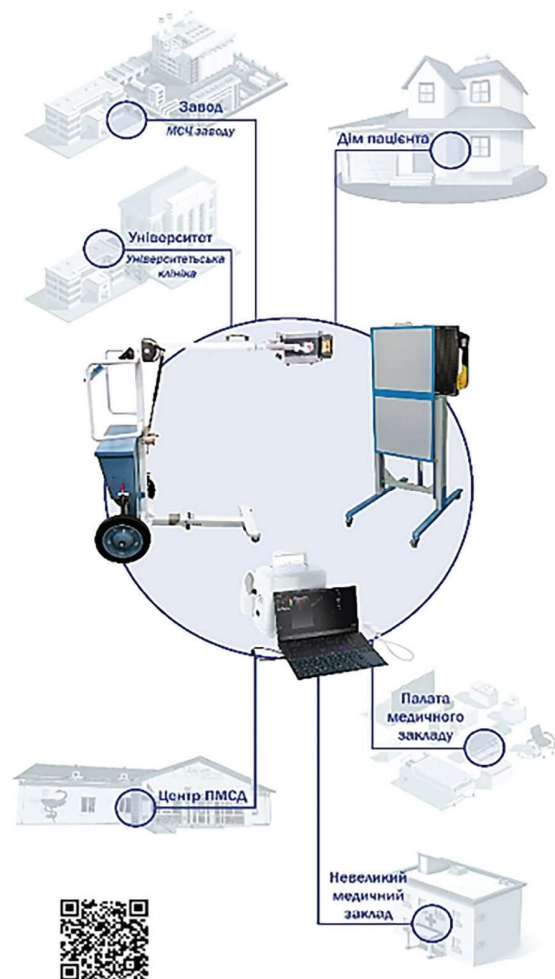 Завод
МСЧ заводу
Дім пацієнта
Університет
Університетська
клініка
Палата
медичного
закладу
Центр ПМСД
Невеликий
медичний
заклад